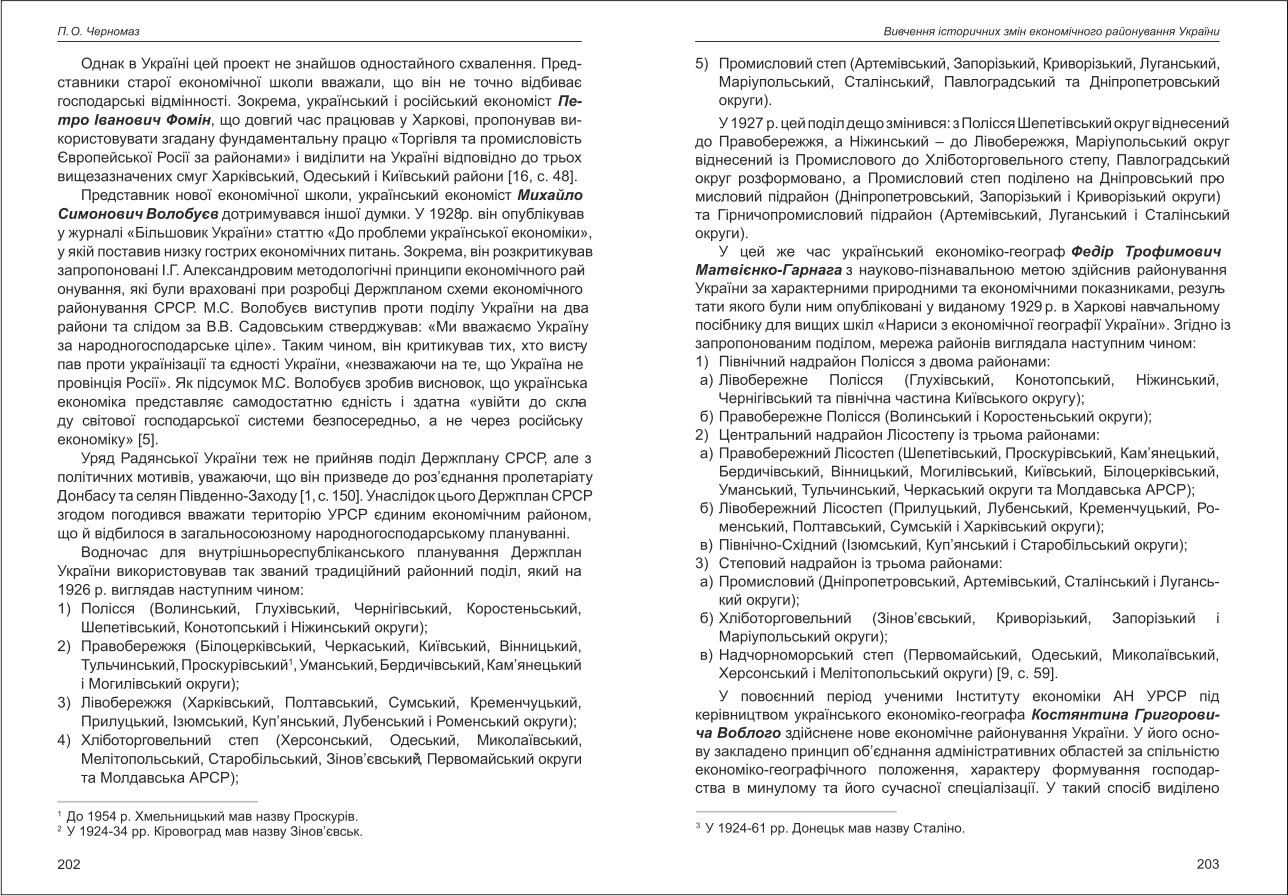 П. О. Черномаз
Однак в Україні цей проект не знайшов одностайного схвалення. Пред-
ставники старої економічної школи вважали, що він не точно відбиває
господарські відмінності. Зокрема, український і російський економіст Пе-
тро Іванович Фомін, що довгий час працював у Харкові, пропонував ви-
користовувати згадану фундаментальну працю «Торгівля та промисловість
Європейської Росії за районами» і виділити на Україні відповідно до трьох
вищезазначених смуг Харківський, Одеський і Київський райони [16, с. 48].
Представник нової економічної школи, український економіст Михайло
Симонович Волобуєв дотримувався іншої думки. У 1928р. він опублікував
у журналі «Більшовик України» статтю «До проблеми української економіки»,
у якій поставив низку гострих економічних питань. Зокрема, він розкритикував
запропоновані І.Г. Александровим методологічні принципи економічного рай
онування, які були враховані при розробці Держпланом схеми економічного
районування СРСР. М.С. Волобуєв виступив проти поділу України на два
райони та слідом за В.В. Садовським стверджував: «Ми вважаємо Україну
за народногосподарське ціле». Таким чином, він критикував тих, хто висту-
пав проти українізації та єдності України, «незважаючи на те, що Україна не
провінція Росії». Як підсумок М.С. Волобуєв зробив висновок, що українська
економіка представляє самодостатню єдність і здатна «увійти до скла-
ду світової господарської системи безпосередньо, а не через російську
економіку» [5].
Уряд Радянської України теж не прийняв поділ Держплану СРСР, але з
політичних мотивів, уважаючи, що він призведе до роз’єднання пролетаріату
Донбасу та селян Південно-Заходу [1, с. 150]. Унаслідок цього Держплан СРСР
згодом погодився вважати територію УРСР єдиним економічним районом,
що й відбилося в загальносоюзному народногосподарському плануванні.
Водночас для внутрішньореспубліканського планування Держплан
України використовував так званий традиційний районний поділ, який на
1926 р. виглядав наступним чином:
1) Полісся (Волинський, Глухівський, Чернігівський, Коростенський,
Шепетівський, Конотопський і Ніжинський округи);
2) Правобережжя (Білоцерківський, Черкаський, Київський, Вінницький,
Тульчинський, Проскурівський¹, Уманський, Бердичівський, Кам’янецький
і Могилівський округи);
3) Лівобережжя (Харківський, Полтавський, Сумський, Кременчуцький,
Прилуцький, Ізюмський, Куп’янський, Лубенський і Роменський округи);
4) Хліботорговельний степ (Херсонський, Одеський, Миколаївський,
Мелітопольський, Старобільський, Зінов’євський², Первомайський округи
та Молдавська АРСР);
¹ До 1954 р. Хмельницький мав назву Проскурів.
² У 1924-34 рр. Кіровоград мав назву Зінов’євськ.
202
Вивчення історичних змін економічного районування України
5) Промисловий степ (Артемівський, Запорізький, Криворізький, Луганський,
Маріупольський, Сталінський³, Павлоградський та Дніпропетровський
округи).
У 1927 р. цей поділ дещо змінився: з Полісся Шепетівський округ віднесений
до Правобережжя, а Ніжинський – до Лівобережжя, Маріупольський округ
віднесений із Промислового до Хліботорговельного степу, Павлоградський
округ розформовано, а Промисловий степ поділено на Дніпровський про
мисловий підрайон (Дніпропетровський, Запорізький і Криворізький округи)
та Гірничопромисловий підрайон (Артемівський, Луганський і Сталінський
округи).
У цей же час український економіко-географ Федір Трофимович
Матвієнко-Гарнага з науково-пізнавальною метою здійснив районування
України за характерними природними та економічними показниками, резуль-
тати якого були ним опубліковані у виданому 1929 р. в Харкові навчальному
посібнику для вищих шкіл «Нариси з економічної географії України». Згідно із
запропонованим поділом, мережа районів виглядала наступним чином:
1) Північний надрайон Полісся з двома районами:
а) Лівобережне Полісся (Глухівський, Конотопський, Ніжинський,
Чернігівський та північна частина Київського округу);
б) Правобережне Полісся (Волинський і Коростеньський округи);
2) Центральний надрайон Лісостепу із трьома районами:
а) Правобережний Лісостеп (Шепетівський, Проскурівський, Кам’янецький,
Бердичівський, Вінницький, Могилівський, Київський, Білоцерківський,
Уманський, Тульчинський, Черкаський округи та Молдавська АРСР);
б) Лівобережний Лісостеп (Прилуцький, Лубенський, Кременчуцький, Ро-
менський, Полтавський, Сумській і Харківський округи);
в) Північно-Східний (Ізюмський, Куп’янський і Старобільський округи);
3) Степовий надрайон із трьома районами:
а) Промисловий (Дніпропетровський, Артемівський, Сталінський і Лугансь-
кий округи);
б) Хліботорговельний (Зінов’євський, Криворізький, Запорізький і
Маріупольський округи);
в) Надчорноморський степ (Первомайський, Одеський, Миколаївський,
Херсонський і Мелітопольський округи) [9, с. 59].
У повоєнний період ученими Інституту економіки АН УРСР під
керівництвом українського економіко-географа Костянтина Григорови-
ча Воблого здійснене нове економічне районування України. У його осно-
ву закладено принцип об’єднання адміністративних областей за спільністю
економіко-географічного положення, характеру формування господар-
ства в минулому та його сучасної спеціалізації. У такий спосіб виділено
³ У 1924-61 рр. Донецьк мав назву Сталіно.
203